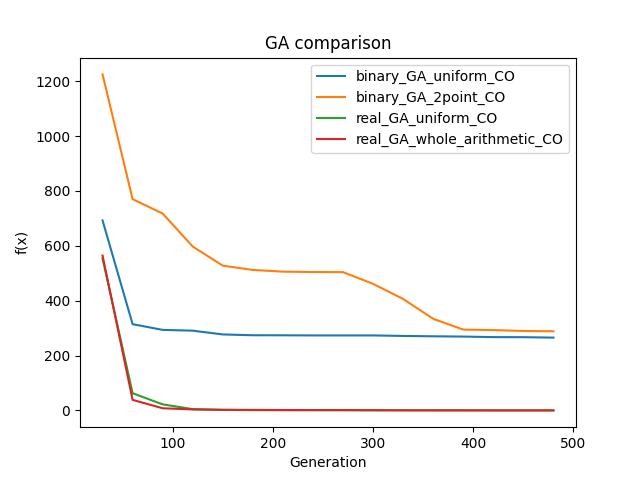 GA comparison
binary_GA_uniform_CO
binary_GA_2point_CO
real_GA_uniform_CO
real_GA_whole_arithmetic_CO
f(x)
1200
1000
800
600
400
200
0
100 200 300 400 500
Generation